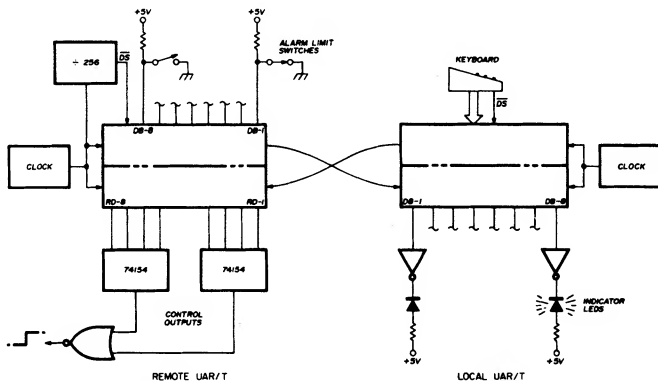 +5V
+5V
ALARM LIMIT
SWITCHES
÷ 256
DS
KEYBOARD
DS
DB-8
DB-1
CLOCK
CLOCK
RD-8
RD-1
DB-1
DB-8
74154
74154
CONTROL
OUTPUTS
INDICATOR
LEDS
+5V
+5V
REMOTE UAR/T
LOCAL UAR/T